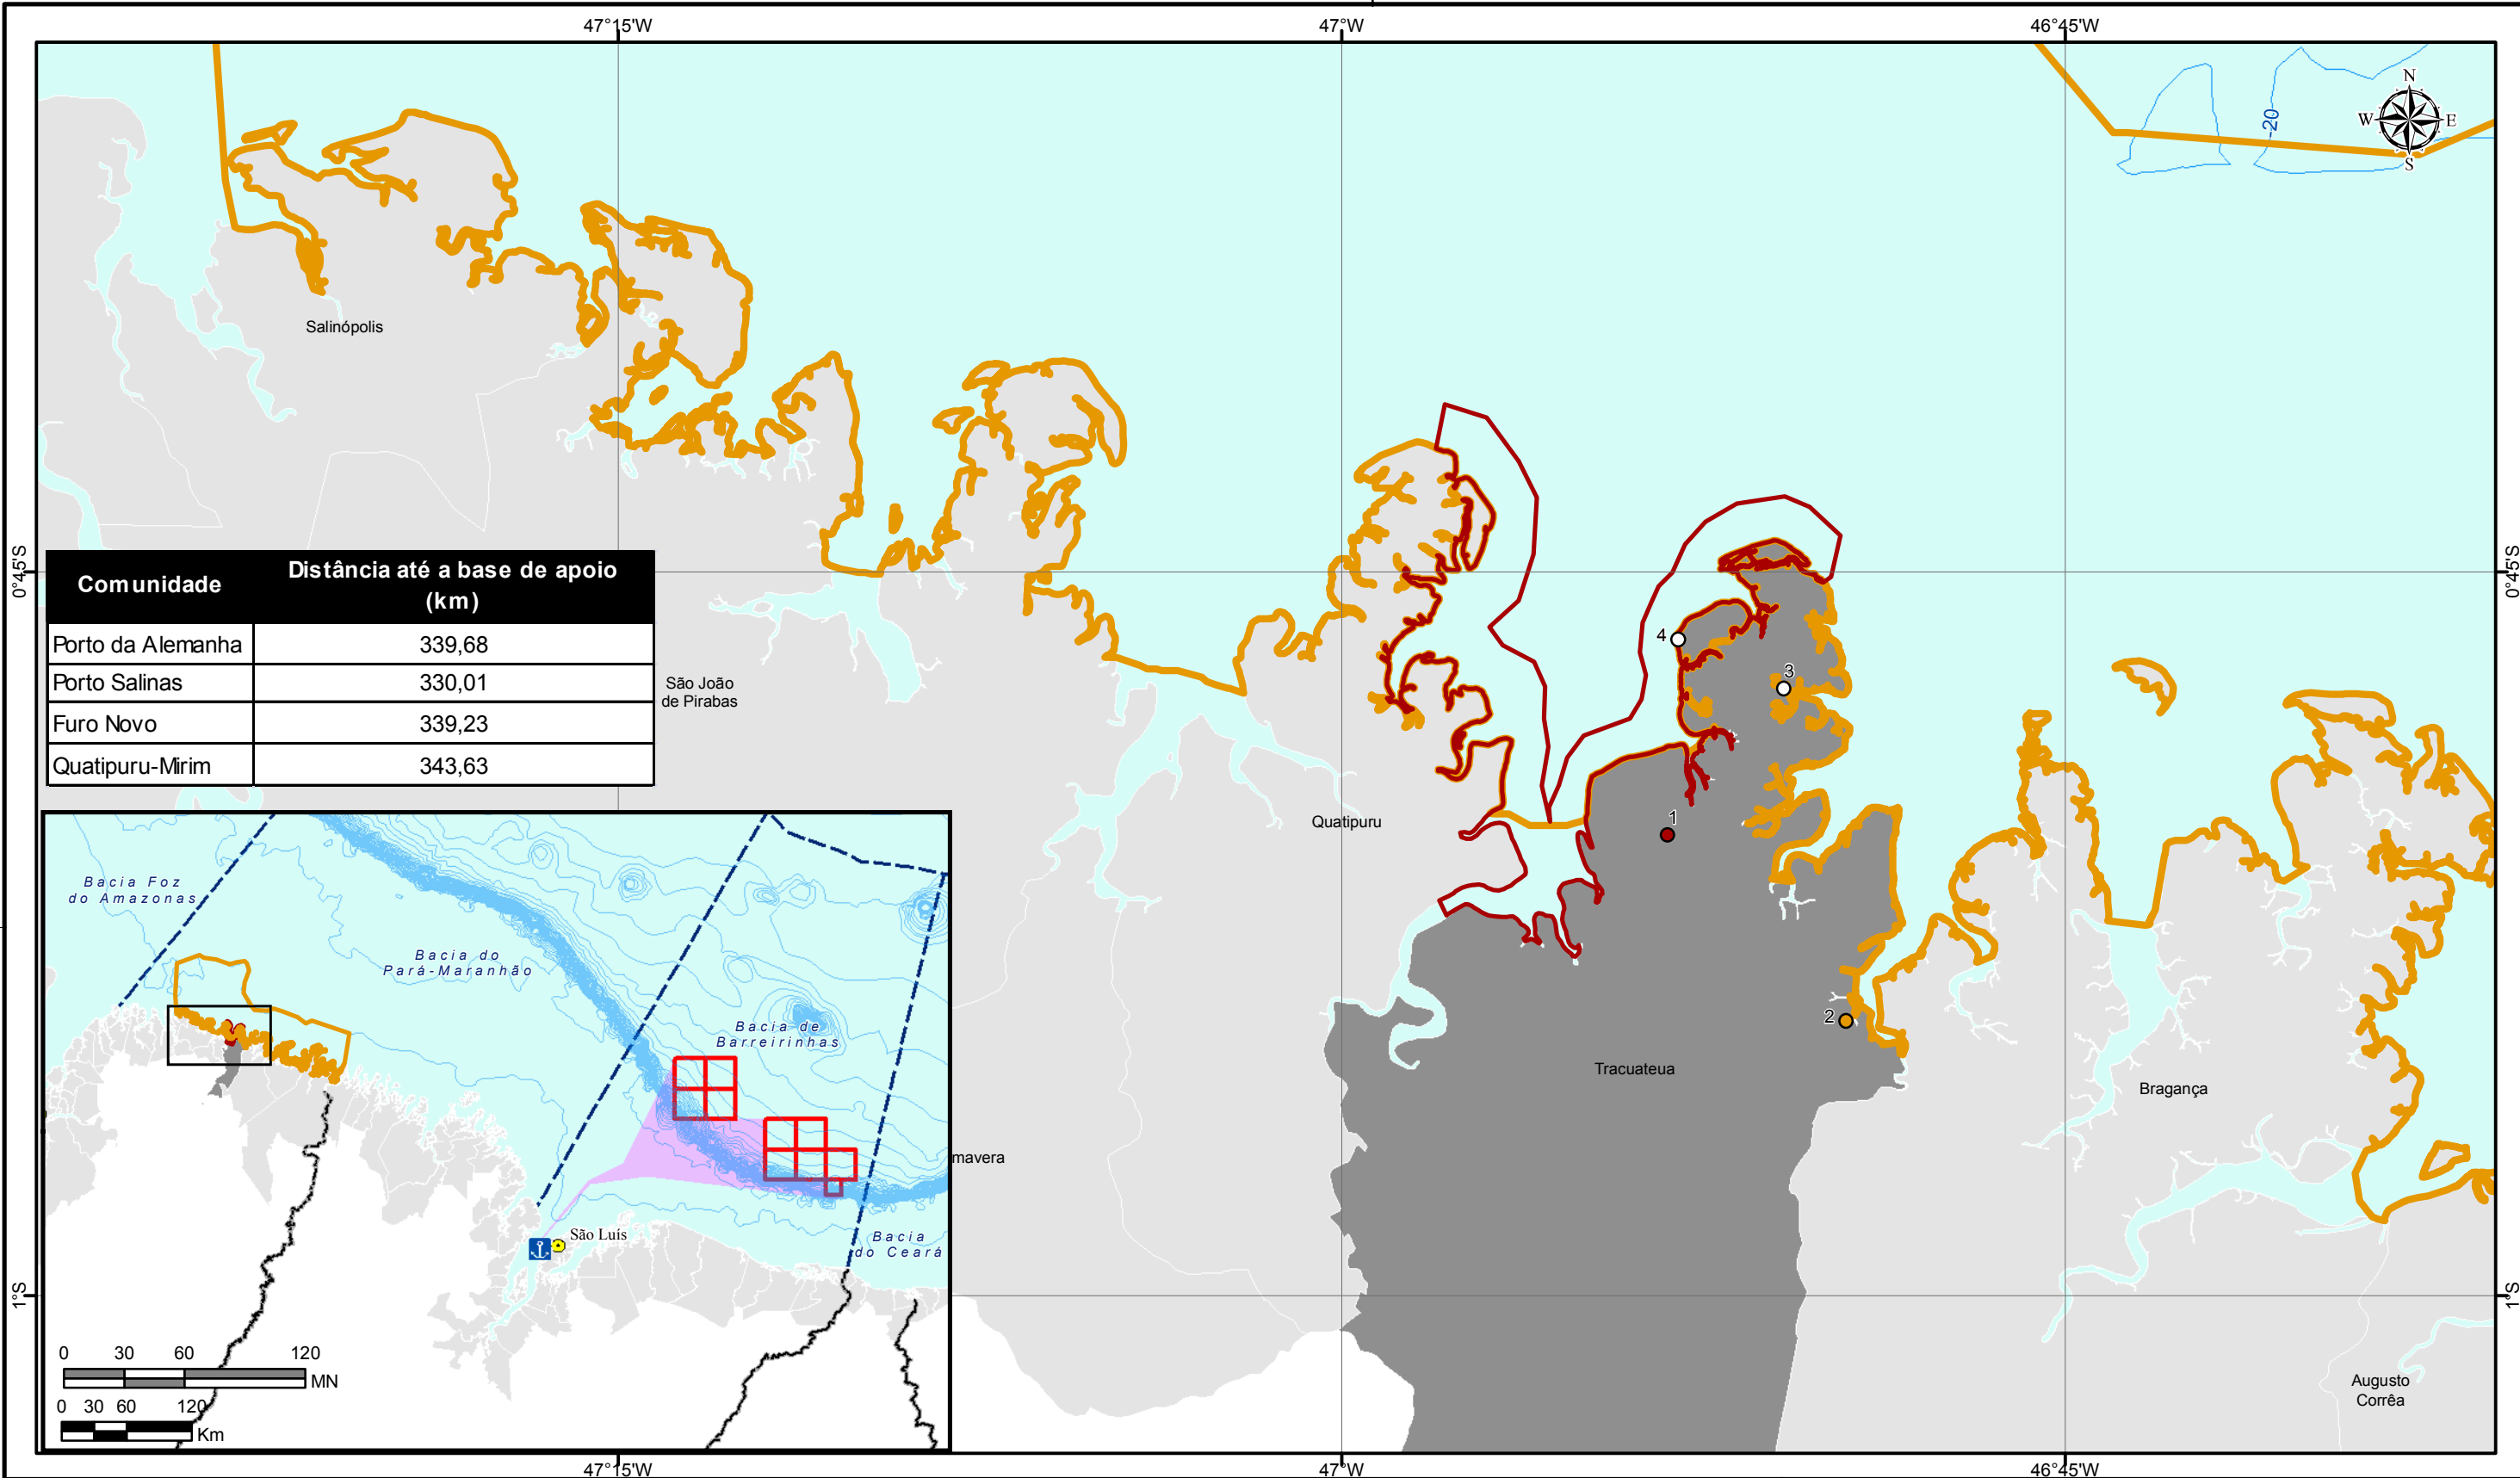 47°15'W
47°W
46°45'W
N
W
E
S
-20
Salinópolis
0°45'S
0°45'S
Comunidade
Distância até a base de apoio
(km)
Porto da Alemanha
339,68
Porto Salinas
330,01
Furo Novo
339,23
Quatipuru-Mirim
343,63
São João
de Pirabas
4
3
Quatipuru
1
2
Tracuateua
Bragança
Bacia Foz
do Amazonas
Bacia do
Pará-Maranhão
Bacia de
Barreirinhas
mavera
São Luís
Bacia
do Ceará
1°S
1°S
0
30
60
120
MN
0
30
60
120
Km
Augusto
Corrêa
47°15'W
47°W
46°45'W